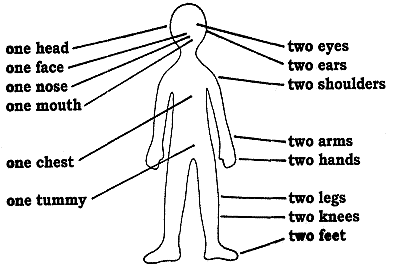 one head
one face
one nose
one mouth
one chest
one tummy
two eyes
two ears
two shoulders
two arms
two hands
two legs
two knees
two feet